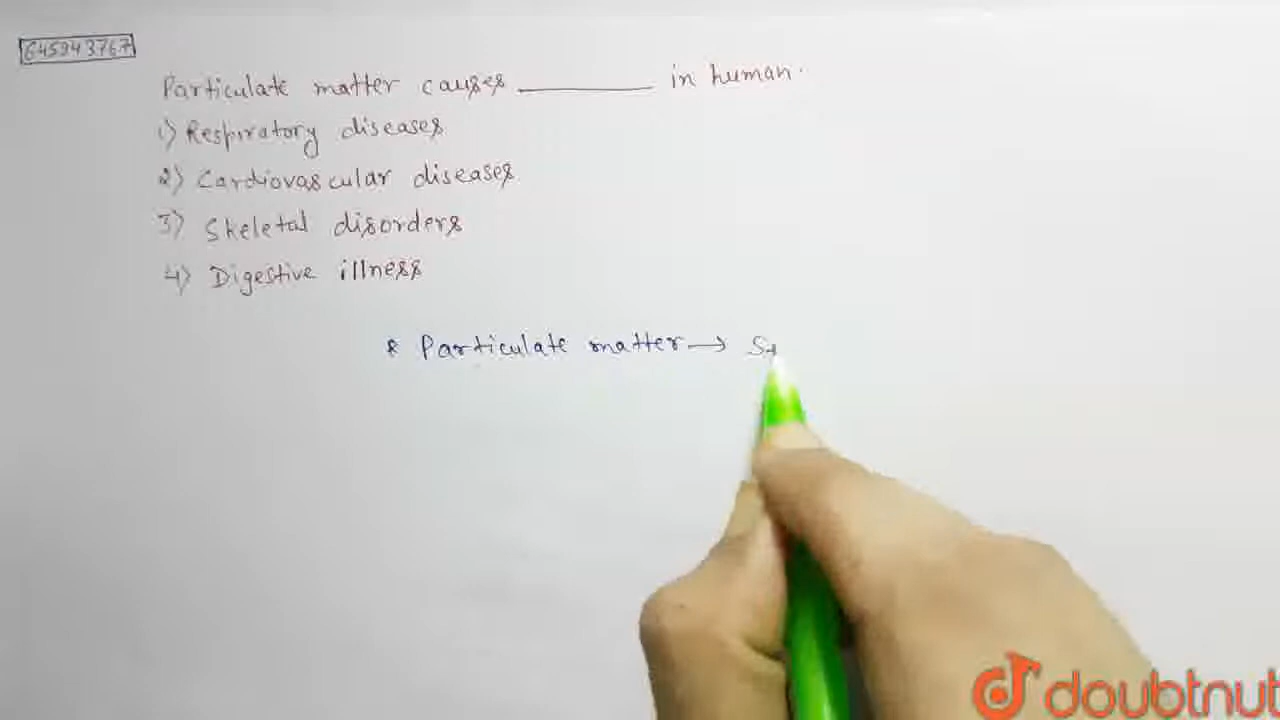 645943767
Particulate matter causes ________ in human.
1) Respiratory diseases
2) Cardiovascular diseases
3) Skeletal disorders
4) Digestive illness
* Particulate matter → S
doubtnut